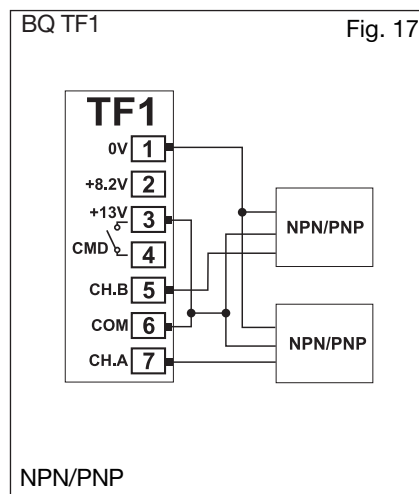 BQ TF1 Fig. 17
TF1
0V 1
+8.2V 2
+13V 3
CMD 4
CH.B 5
COM 6
CH.A 7
NPN/PNP
NPN/PNP
NPN/PNP